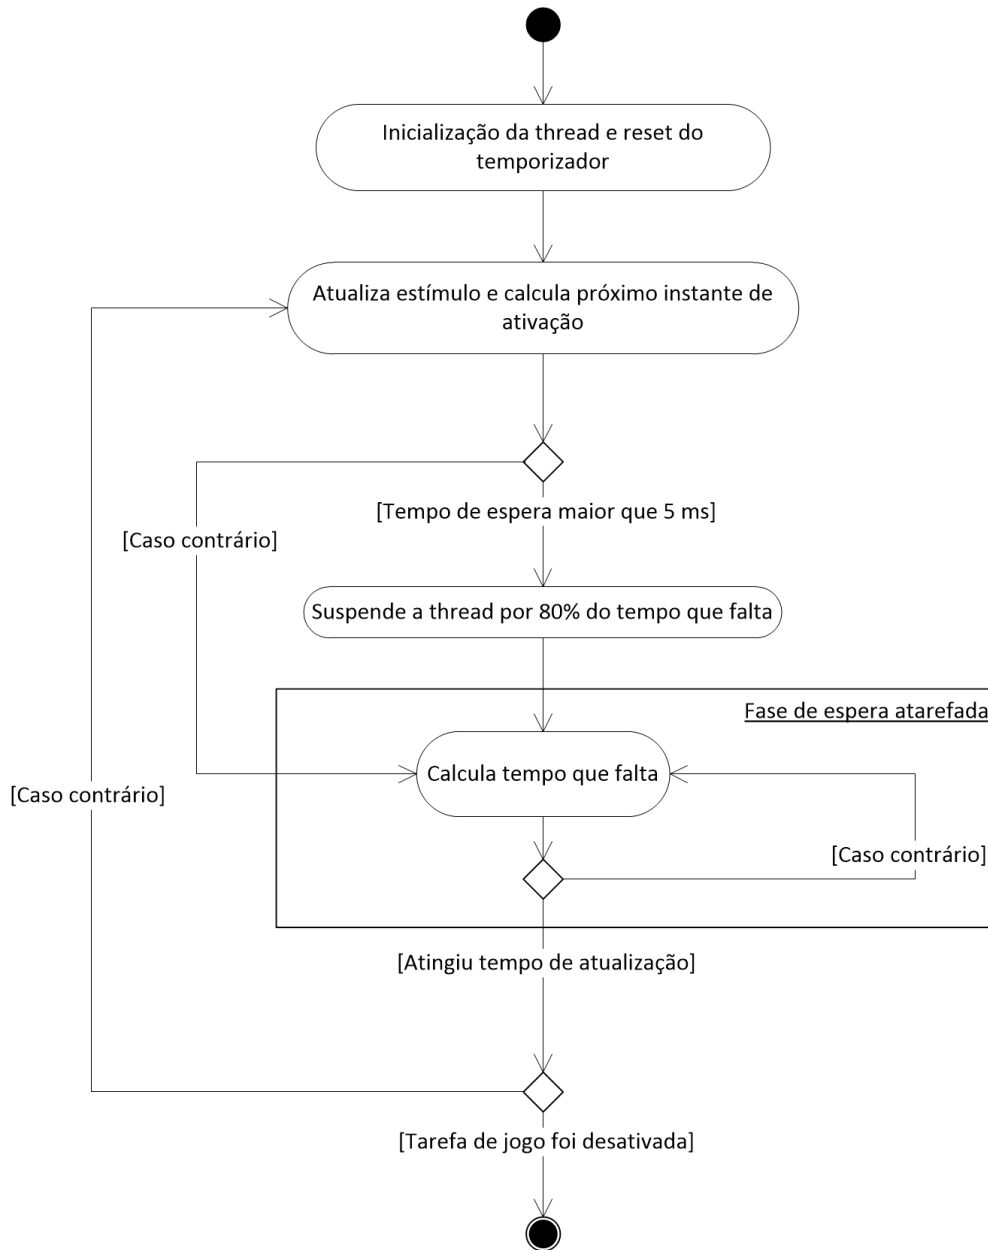 Inicialização da thread e reset do
temporizador
Atualiza estímulo e calcula próximo instante de
ativação
[Tempo de espera maior que 5 ms]
[Caso contrário]
Suspende a thread por 80% do tempo que falta
Fase de espera atarefada
Calcula tempo que falta
[Caso contrário]
[Caso contrário]
[Atingiu tempo de atualização]
[Tarefa de jogo foi desativada]